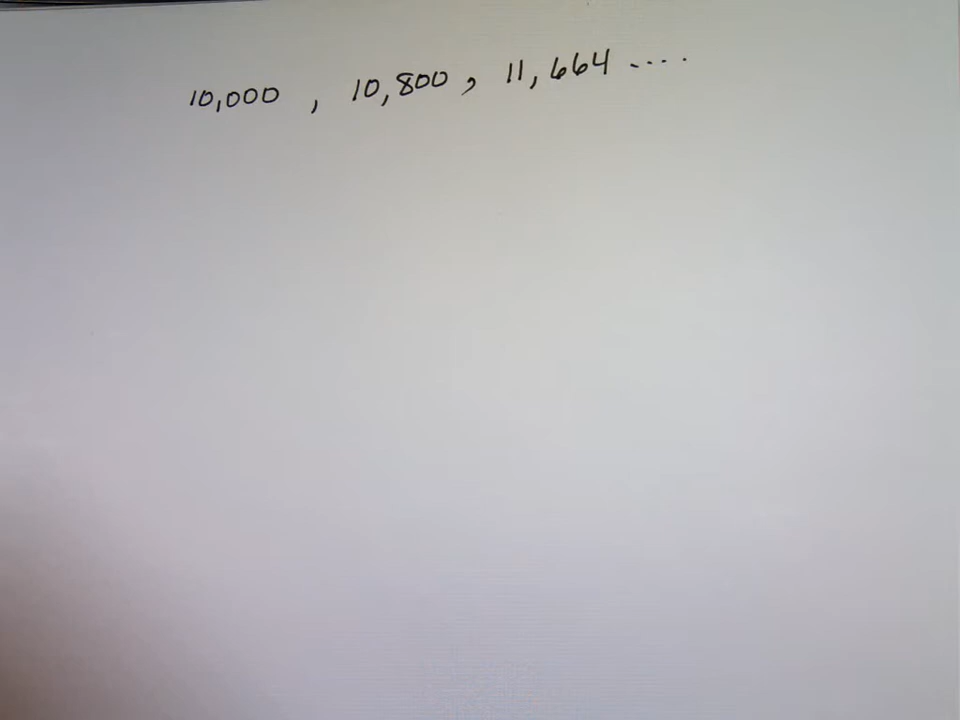 10,000 , 10,800 , 11,664 ....